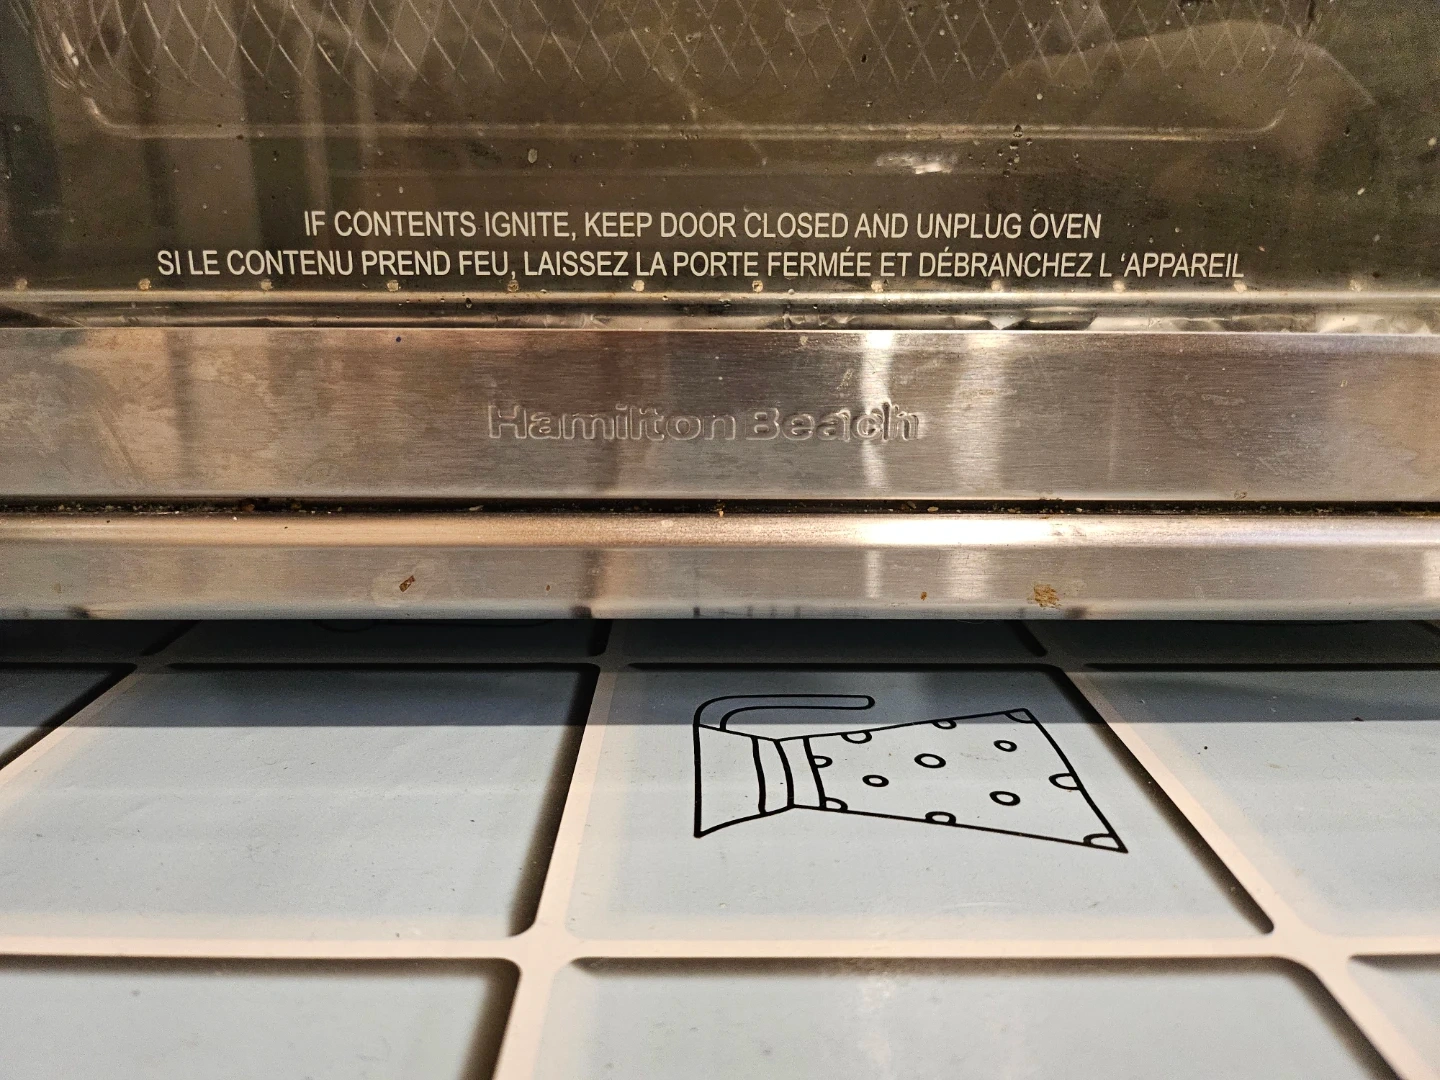 IF CONTENTS IGNITE, KEEP DOOR CLOSED AND UNPLUG OVEN
SI LE CONTENU PREND FEU, LAISSEZ LA PORTE FERMÉE ET DÉBRANCHEZ L 'APPAREIL
Hamilton Beach